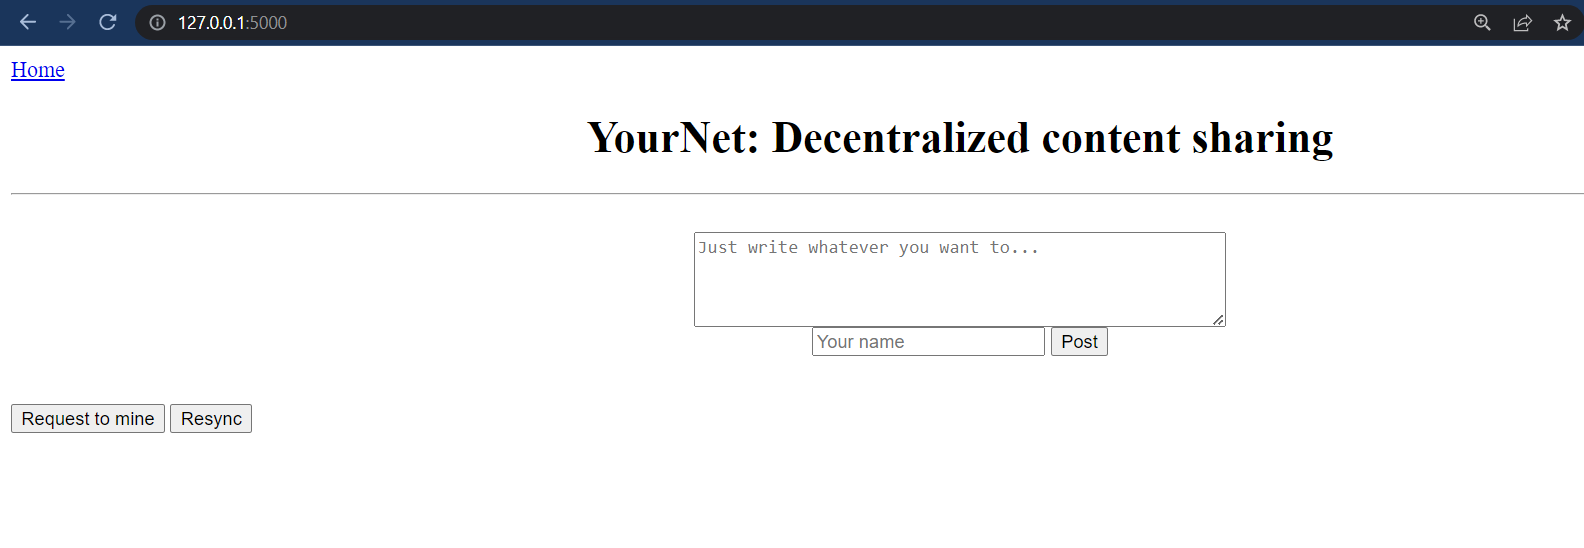 127.0.0.1:5000
Home
YourNet: Decentralized content sharing
Just write whatever you want to...
Your name Post
Request to mine Resync